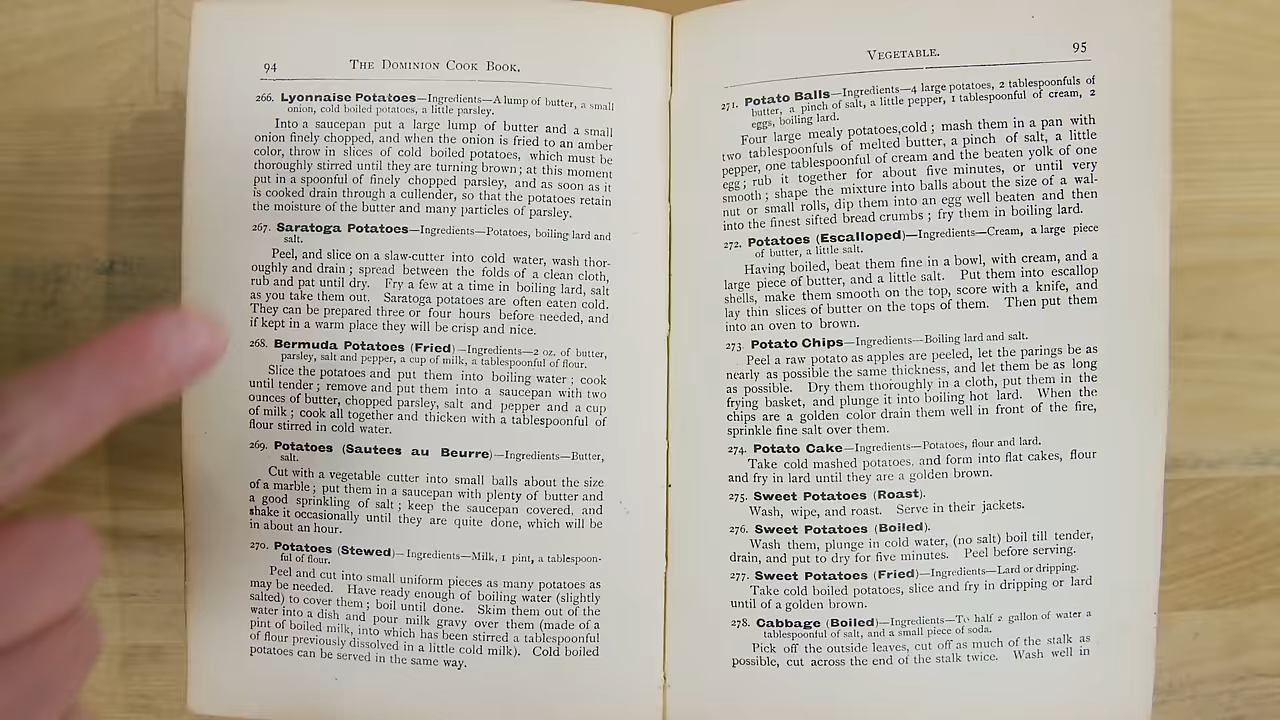 94 THE DOMINION COOK BOOK.
266. Lyonnaise Potatoes—Ingredients—A lump of butter, a small
onion, cold boiled potatoes, a little parsley.
Into a saucepan put a large lump of butter and a small
onion finely chopped, and when the onion is fried to an amber
color, throw in slices of cold boiled potatoes, which must be
thoroughly stirred until they are turning brown; at this moment
put in a spoonful of finely chopped parsley, and as soon as it
is cooked drain through a cullender, so that the potatoes retain
the moisture of the butter and many particles of parsley.
267. Saratoga Potatoes—Ingredients—Potatoes, boiling lard and
salt.
Peel, and slice on a slaw-cutter into cold water, wash thor-
oughly and drain; spread between the folds of a clean cloth,
rub and pat until dry. Fry a few at a time in boiling lard, salt
as you take them out. Saratoga potatoes are often eaten cold.
They can be prepared three or four hours before needed, and
if kept in a warm place they will be crisp and nice.
268. Bermuda Potatoes (Fried)—Ingredients—2 oz. of butter,
parsley, salt and pepper, a cup of milk, a tablespoonful of flour.
Slice the potatoes and put them into boiling water; cook
until tender; remove and put them into a saucepan with two
ounces of butter, chopped parsley, salt and pepper and a cup
of milk; cook all together and thicken with a tablespoonful of
flour stirred in cold water.
269. Potatoes (Sautees au Beurre)—Ingredients—Butter,
salt.
Cut with a vegetable cutter into small balls about the size
of a marble; put them in a saucepan with plenty of butter and
a good sprinkling of salt; keep the saucepan covered, and
shake it occasionally until they are quite done, which will be
in about an hour.
270. Potatoes (Stewed)—Ingredients—Milk, 1 pint, a tablespoon-
ful of flour.
Peel and cut into small uniform pieces as many potatoes as
may be needed. Have ready enough of boiling water (slightly
salted) to cover them; boil until done. Skim them out of the
water into a dish and pour milk gravy over them (made of a
pint of boiled milk, into which has been stirred a tablespoonful
of flour previously dissolved in a little cold milk). Cold boiled
potatoes can be served in the same way.
VEGETABLE. 95
271. Potato Balls—Ingredients—4 large potatoes, 2 tablespoonfuls of
butter, a pinch of salt, a little pepper, 1 tablespoonful of cream, 2
eggs, boiling lard.
Four large mealy potatoes,cold; mash them in a pan with
two tablespoonfuls of melted butter, a pinch of salt, a little
pepper, one tablespoonful of cream and the beaten yolk of one
egg; rub it together for about five minutes, or until very
smooth; shape the mixture into balls about the size of a wal-
nut or small rolls, dip them into an egg well beaten and then
into the finest sifted bread crumbs; fry them in boiling lard.
272. Potatoes (Escalloped)—Ingredients—Cream, a large piece
of butter, a little salt.
Having boiled, beat them fine in a bowl, with cream, and a
large piece of butter, and a little salt. Put them into escallop
shells, make them smooth on the top, score with a knife, and
lay thin slices of butter on the tops of them. Then put them
into an oven to brown.
273. Potato Chips—Ingredients—Boiling lard and salt.
Peel a raw potato as apples are peeled, let the parings be as
nearly as possible the same thickness, and let them be as long
as possible. Dry them thoroughly in a cloth, put them in the
frying basket, and plunge it into boiling hot lard. When the
chips are a golden color drain them well in front of the fire,
sprinkle fine salt over them.
274. Potato Cake—Ingredients—Potatoes, flour and lard.
Take cold mashed potatoes, and form into flat cakes, flour
and fry in lard until they are a golden brown.
275. Sweet Potatoes (Roast).
Wash, wipe, and roast. Serve in their jackets.
276. Sweet Potatoes (Boiled).
Wash them, plunge in cold water, (no salt) boil till tender,
drain, and put to dry for five minutes. Peel before serving.
277. Sweet Potatoes (Fried)—Ingredients—Lard or dripping.
Take cold boiled potatoes, slice and fry in dripping or lard
until of a golden brown.
278. Cabbage (Boiled)—Ingredients—To half a gallon of water a
tablespoonful of salt, and a small piece of soda.
Pick off the outside leaves, cut off as much of the stalk as
possible, cut across the end of the stalk twice. Wash well in